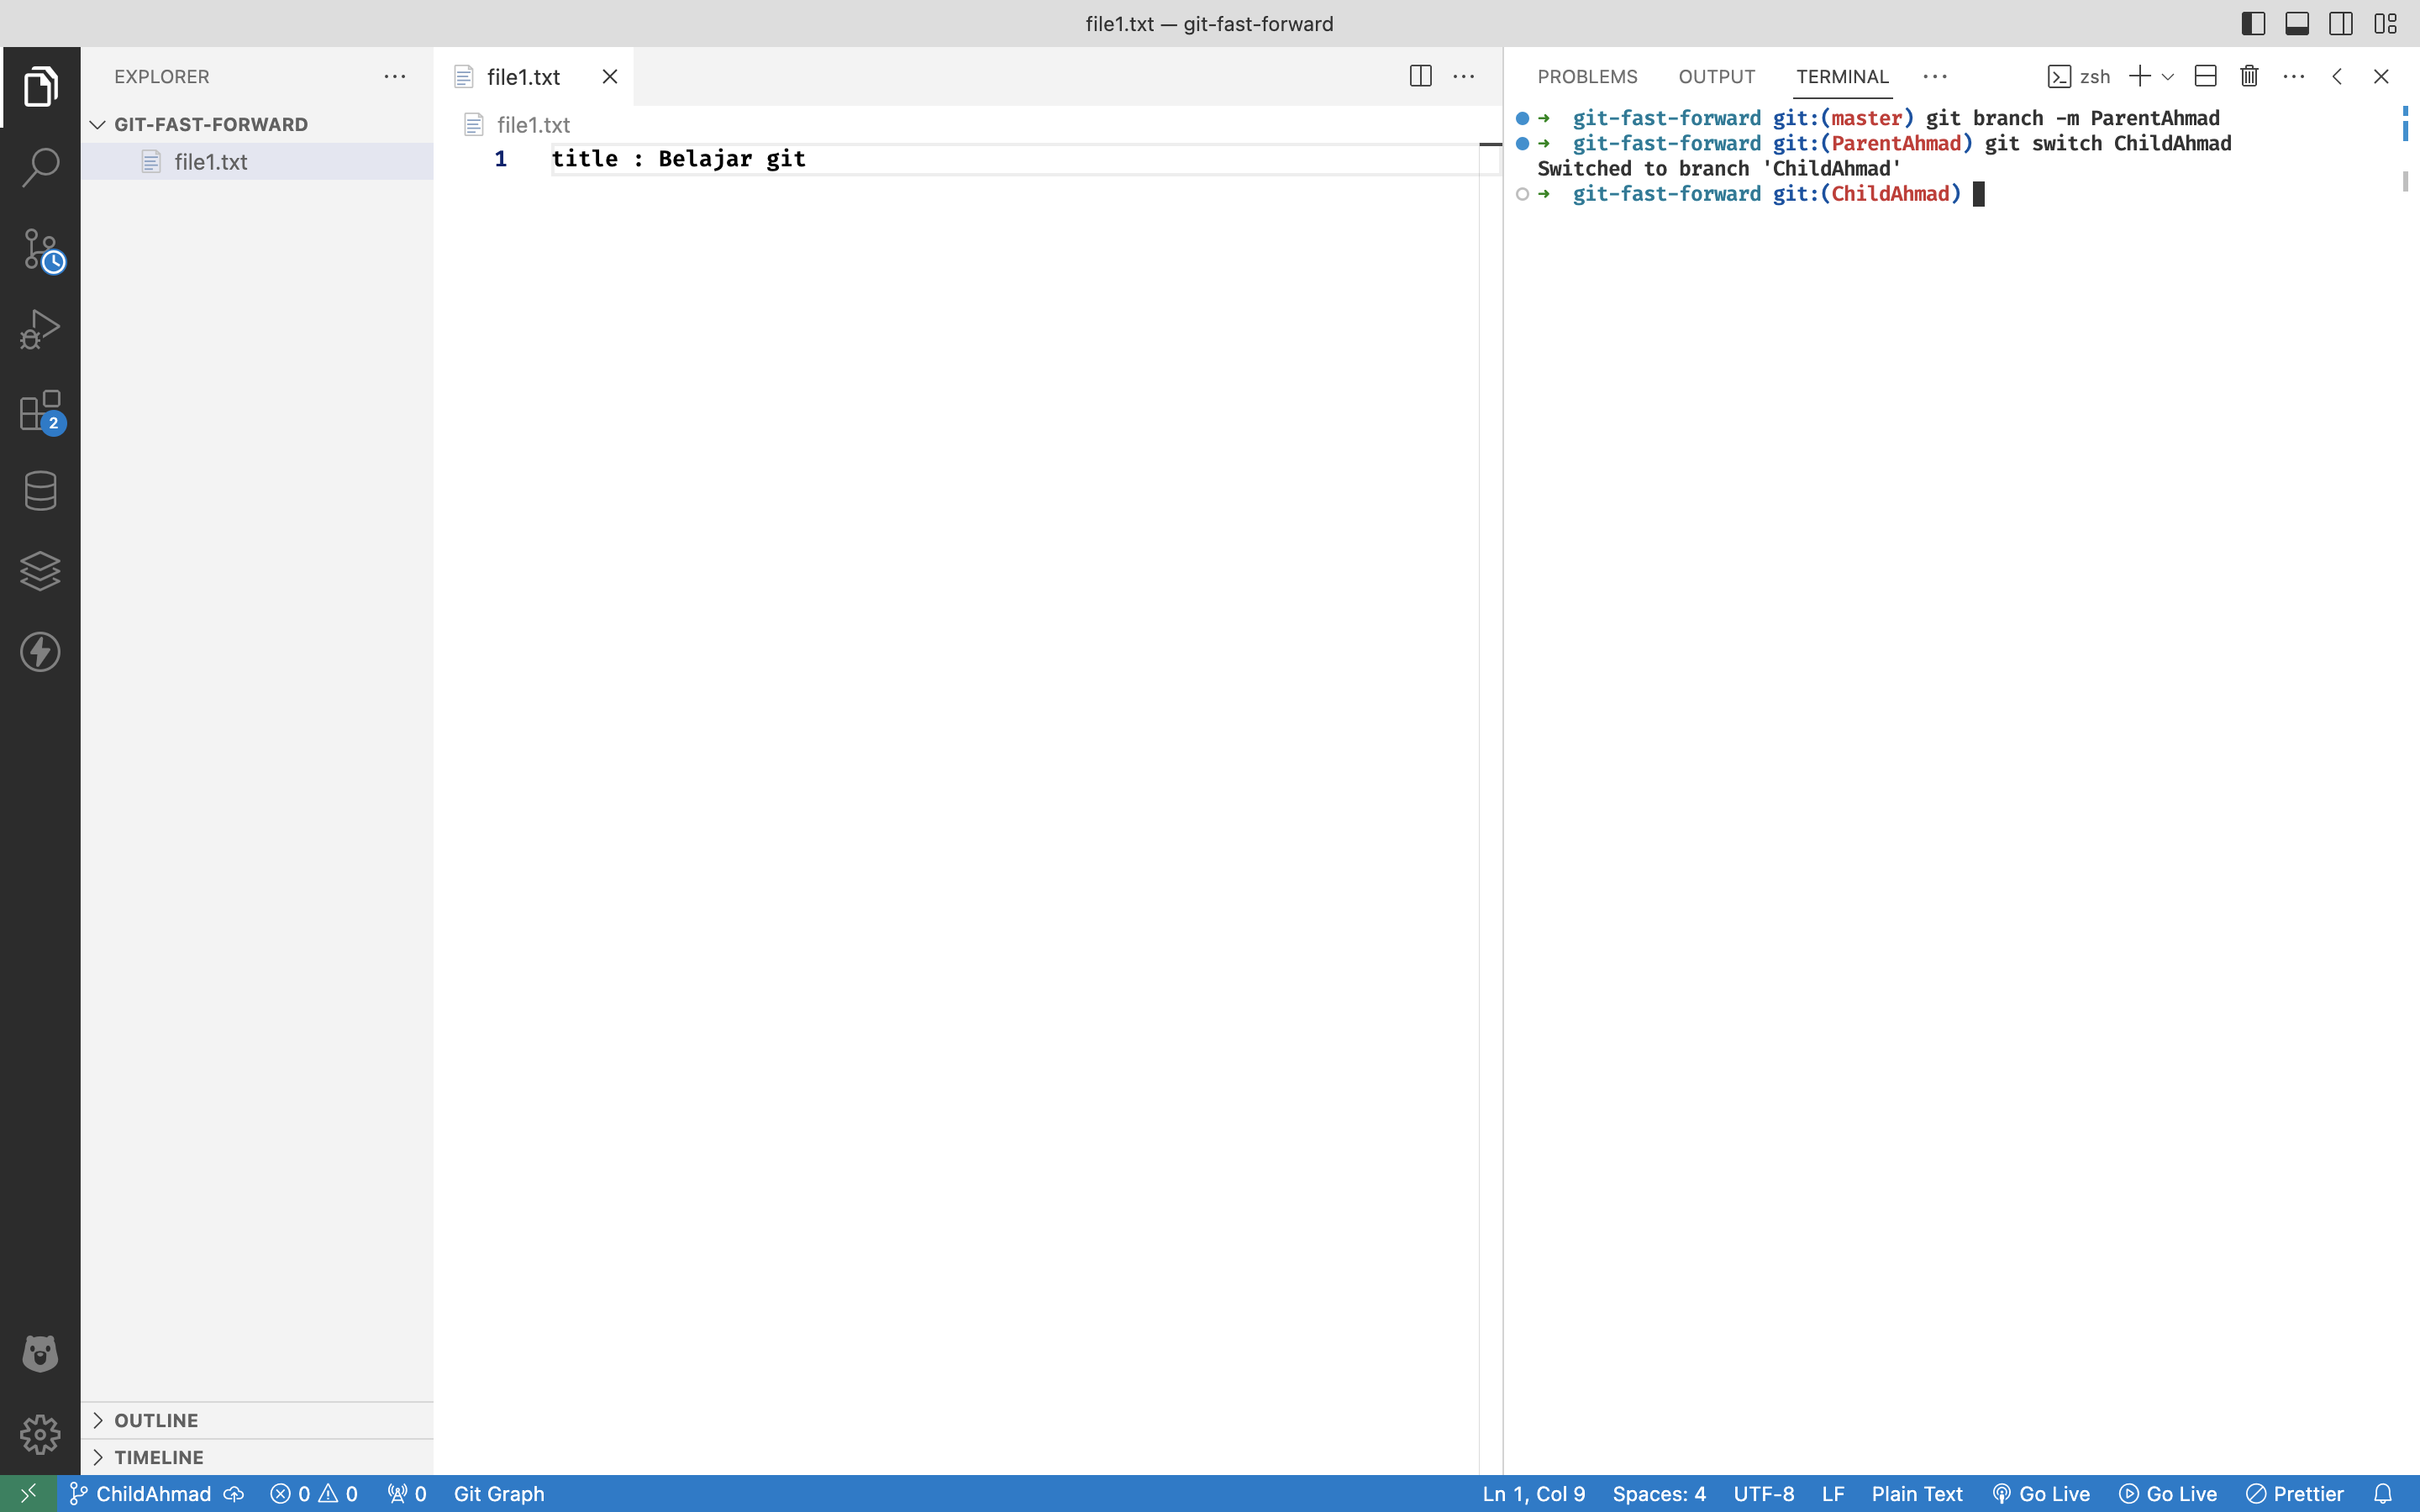 file1.txt — git-fast-forward
EXPLORER
GIT-FAST-FORWARD
file1.txt
OUTLINE
TIMELINE
file1.txt
file1.txt
1 title : Belajar git
PROBLEMS OUTPUT TERMINAL zsh
➜ git-fast-forward git:(master) git branch -m ParentAhmad
➜ git-fast-forward git:(ParentAhmad) git switch ChildAhmad
Switched to branch 'ChildAhmad'
➜ git-fast-forward git:(ChildAhmad)
2
ChildAhmad 0 0 0 Git Graph Ln 1, Col 9 Spaces: 4 UTF-8 LF Plain Text Go Live Go Live Prettier